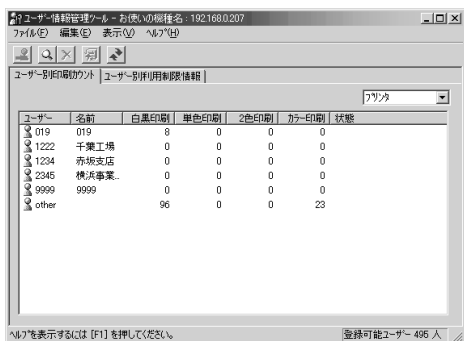 ユーザー情報管理ツール - お使いの機種名 : 192.168.0.207
ファイル(F) 編集(E) 表示(V) ヘルプ(H)
ユーザー別印刷カウント ユーザー別利用制限情報
プリンタ
ユーザー 名前 白黒印刷 単色印刷 2色印刷 カラー印刷 状態
019 019 8 0 0 0
1222 千葉工場 0 0 0 0
1234 赤坂支店 0 0 0 0
2345 横浜事業... 0 0 0 0
9999 9999 0 0 0 0
other 96 0 0 23
ヘルプを表示するには [F1] を押してください。 登録可能ユーザー 495 人